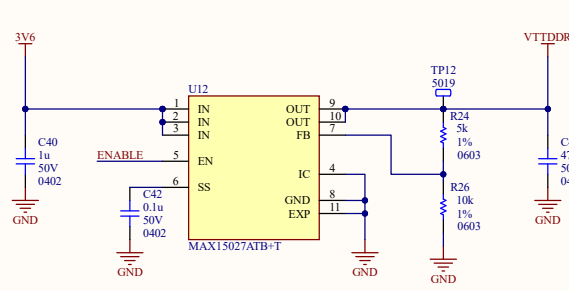 3V6
VTTDDR
TP12
5019
U12
1 IN OUT 9
2 IN OUT 10
3 IN FB 7
5 EN IC 4
6 SS GND 8
EXP 11
MAX15027ATB+T
ENABLE
C40
1u
50V
0402
GND
C42
0.1u
50V
0402
GND
GND
R24
5k
1%
0603
R26
10k
1%
0603
GND
GND